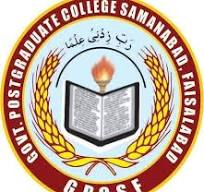 GOVT. POSTGRADUATE COLLEGE SAMANABAD, FAISALABAD
رَبِّ زِدْنِي عِلْمًا
G.P.C.S.F